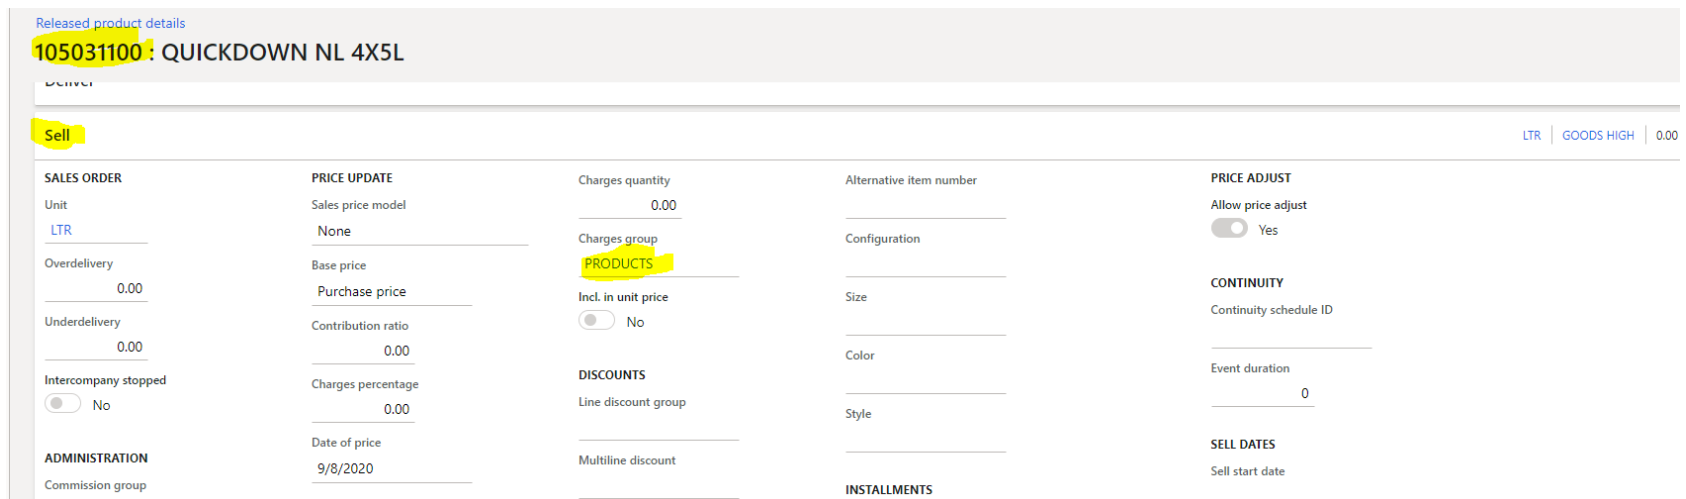 Released product details
105031100 : QUICKDOWN NL 4X5L
Deliver
Sell
LTR
GOODS HIGH
0.00
SALES ORDER
Unit
LTR
Overdelivery
0.00
Underdelivery
0.00
Intercompany stopped
No
ADMINISTRATION
Commission group
PRICE UPDATE
Sales price model
None
Base price
Purchase price
Contribution ratio
0.00
Charges percentage
0.00
Date of price
9/8/2020
Charges quantity
0.00
Charges group
PRODUCTS
Incl. in unit price
No
DISCOUNTS
Line discount group
Multiline discount
Alternative item number
Configuration
Size
Color
Style
INSTALLMENTS
PRICE ADJUST
Allow price adjust
Yes
CONTINUITY
Continuity schedule ID
Event duration
0
SELL DATES
Sell start date